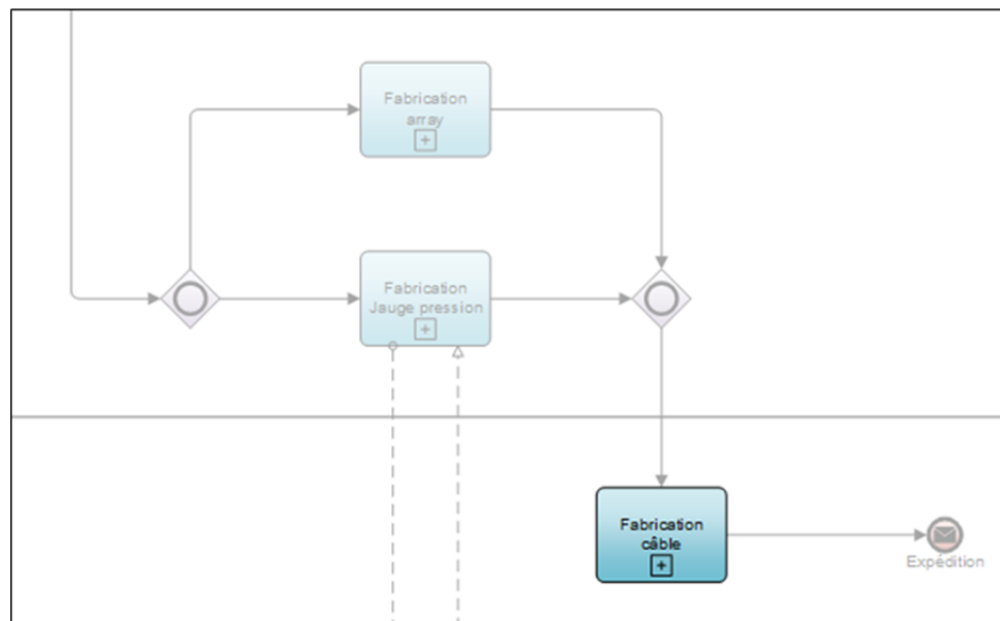 Fabrication
array
Fabrication
Jauge pression
Fabrication
câble
Expédition